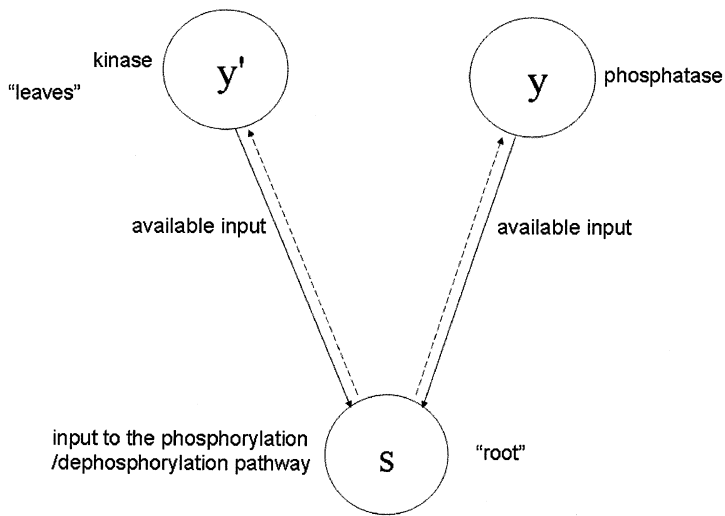 kinase
y'
"leaves"
y
phosphatase
available input
available input
input to the phosphorylation
/dephosphorylation pathway
s
"root"